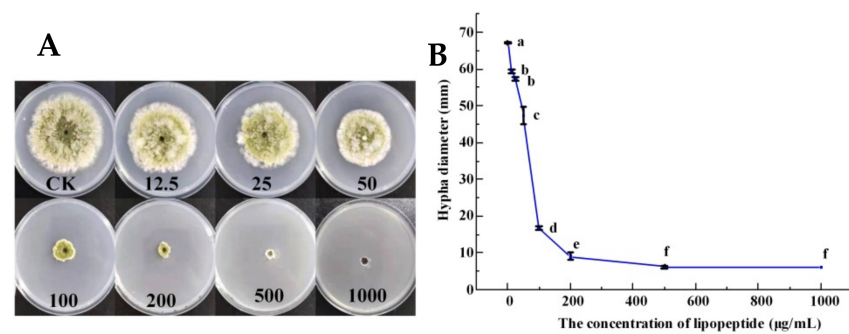 A
CK 12.5 25 50
100 200 500 1000
B
Hypha diameter (mm)
70
60
50
40
30
20
10
0
a
b
b
c
d
e
f
f
0 200 400 600 800 1000
The concentration of lipopeptide (μg/mL)